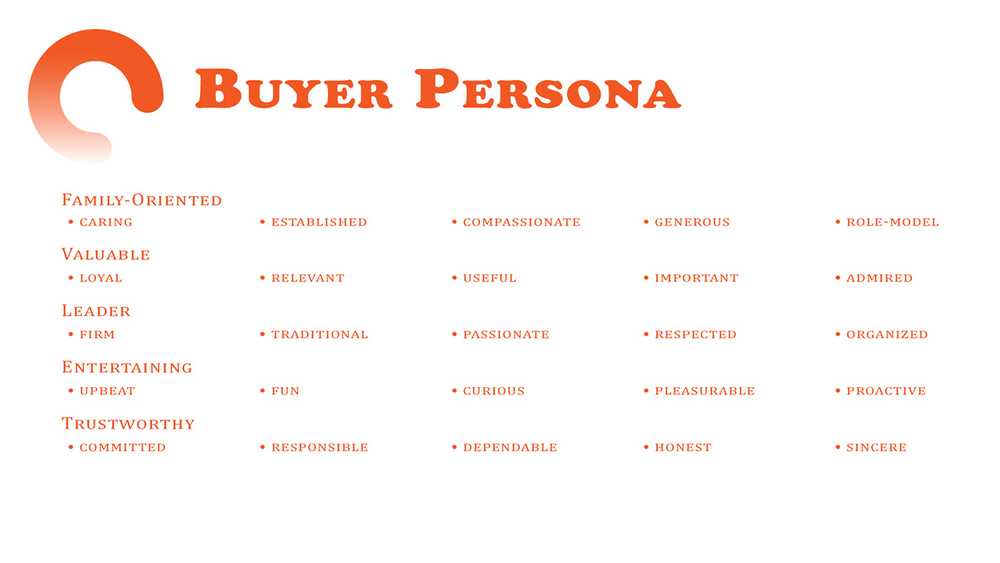 Buyer Persona
Family-Oriented
• caring • established • compassionate • generous • role-model
Valuable
• loyal • relevant • useful • important • admired
Leader
• firm • traditional • passionate • respected • organized
Entertaining
• upbeat • fun • curious • pleasurable • proactive
Trustworthy
• committed • responsible • dependable • honest • sincere